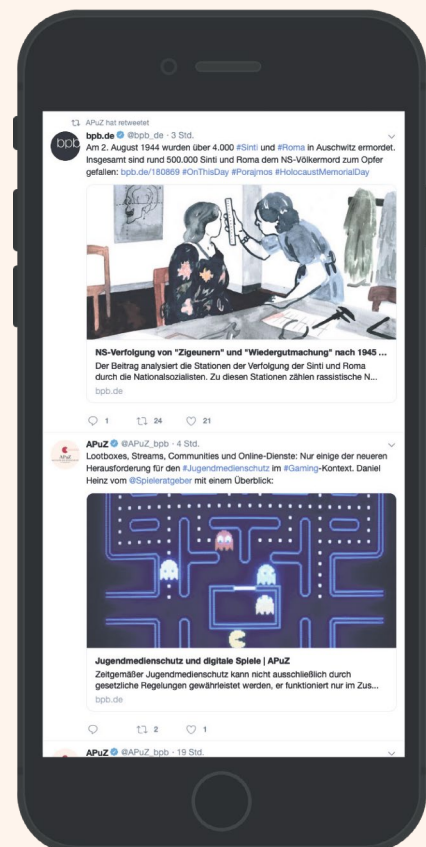 APuZ hat retweetet
bpb
bpb.de @bpb_de · 3 Std.
Am 2. August 1944 wurden über 4.000 #Sinti und #Roma in Auschwitz ermordet.
Insgesamt sind rund 500.000 Sinti und Roma dem NS-Völkermord zum Opfer
gefallen: bpb.de/180869 #OnThisDay #Porajmos #HolocaustMemorialDay
NS-Verfolgung von "Zigeunern" und "Wiedergutmachung" nach 1945 ...
Der Beitrag analysiert die Stationen der Verfolgung der Sinti und Roma
durch die Nationalsozialisten. Zu diesen Stationen zählen rassistische N...
bpb.de
1 24 21
APuZ
APuZ @APuZ_bpb · 4 Std.
Lootboxes, Streams, Communities und Online-Dienste: Nur einige der neueren
Herausforderung für den #Jugendmedienschutz im #Gaming-Kontext. Daniel
Heinz vom @Spieleratgeber mit einem Überblick:
Jugendmedienschutz und digitale Spiele | APuZ
Zeitgemäßer Jugendmedienschutz kann nicht ausschließlich durch
gesetzliche Regelungen gewährleistet werden, er funktioniert nur im Zus...
bpb.de
2 1
APuZ @APuZ_bpb · 19 Std.